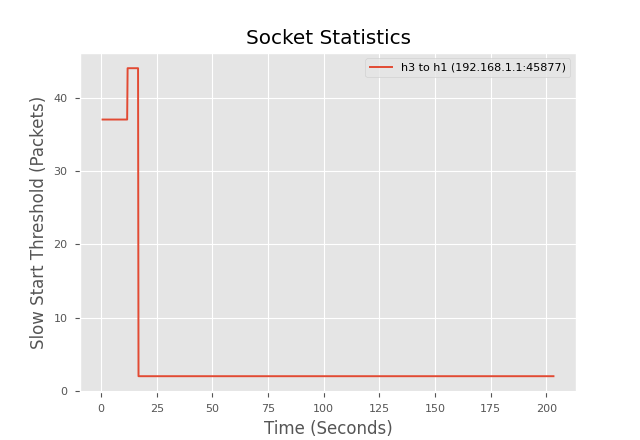 Socket Statistics
h3 to h1 (192.168.1.1:45877)
Slow Start Threshold (Packets)
40
30
20
10
0
0 25 50 75 100 125 150 175 200
Time (Seconds)